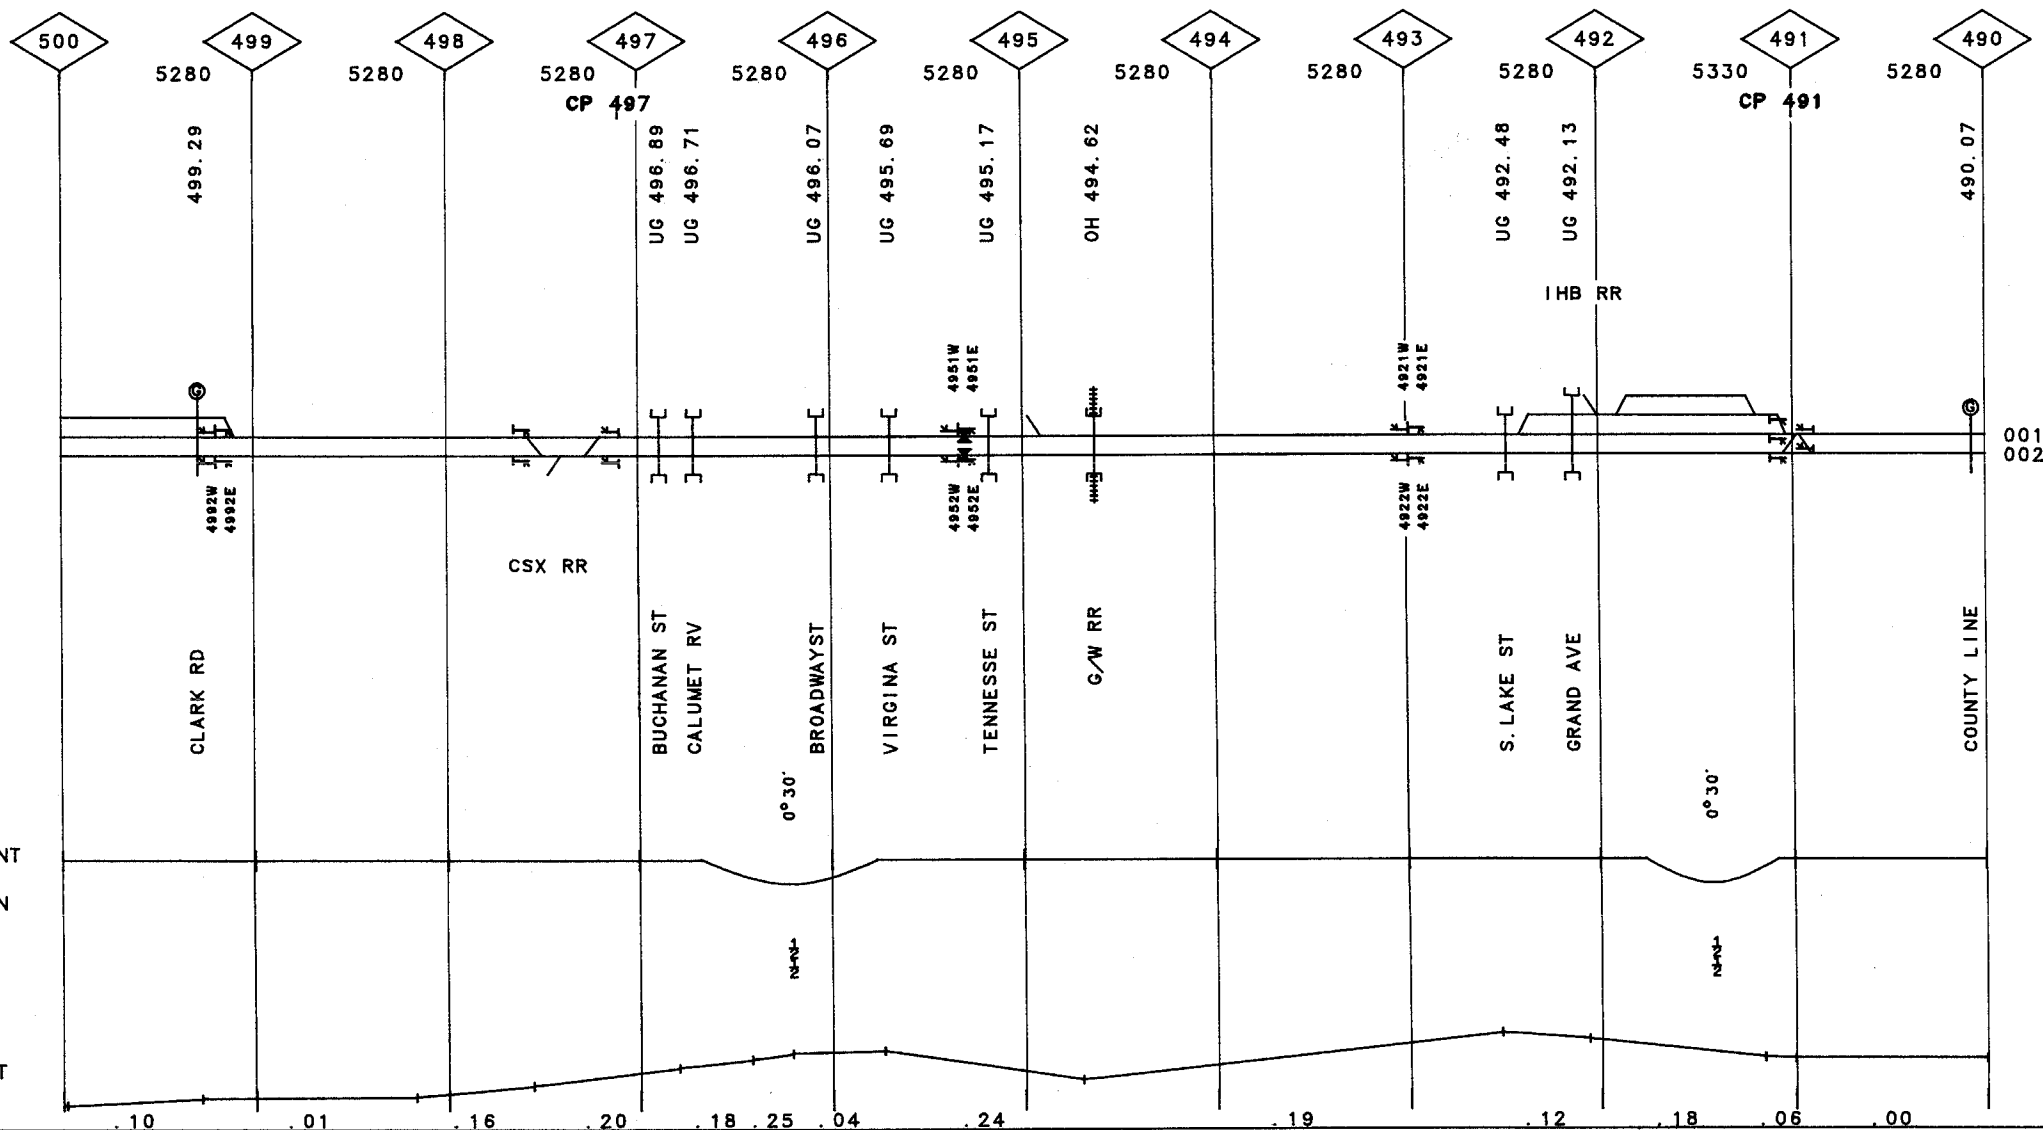 500 499 498 497 496 495 494 493 492 491 490
5280 5280 5280 5280 5280 5280 5280 5280 5330 5280
CP 497 CP 491
499.29
UG 496.89
UG 496.71
UG 496.07
UG 495.69
UG 495.17
OH 494.62
UG 492.48
UG 492.13
490.07
IHB RR
4951W
4951E
4921W
4921E
G
G
001
002
4992W
4992E
4952W
4952E
4922W
4922E
CSX RR
CLARK RD
BUCHANAN ST
CALUMET RV
BROADWAYST
VIRGINA ST
TENNESSE ST
G/W RR
S. LAKE ST
GRAND AVE
COUNTY LINE
0°30'
0°30'
NT
N
T
.10 .01 .16 .20 .18 .25 .04 .24 .19 .12 .18 .06 .00